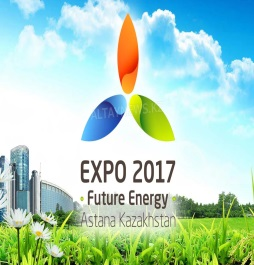 EXPO 2017
Future Energy
Astana Kazakhstan